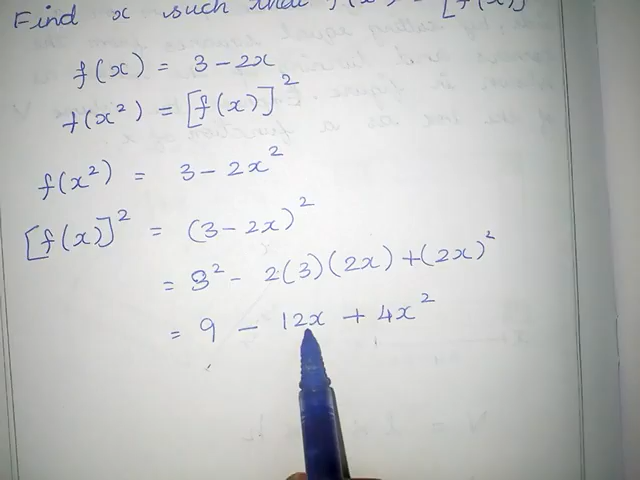 Find x such that f(x²) = [f(x)]
f(x) = 3 - 2x
f(x²) = [f(x)]²
f(x²) = 3 - 2x²
[f(x)]² = (3 - 2x)²
= 3² - 2(3)(2x) + (2x)²
= 9 - 12x + 4x²